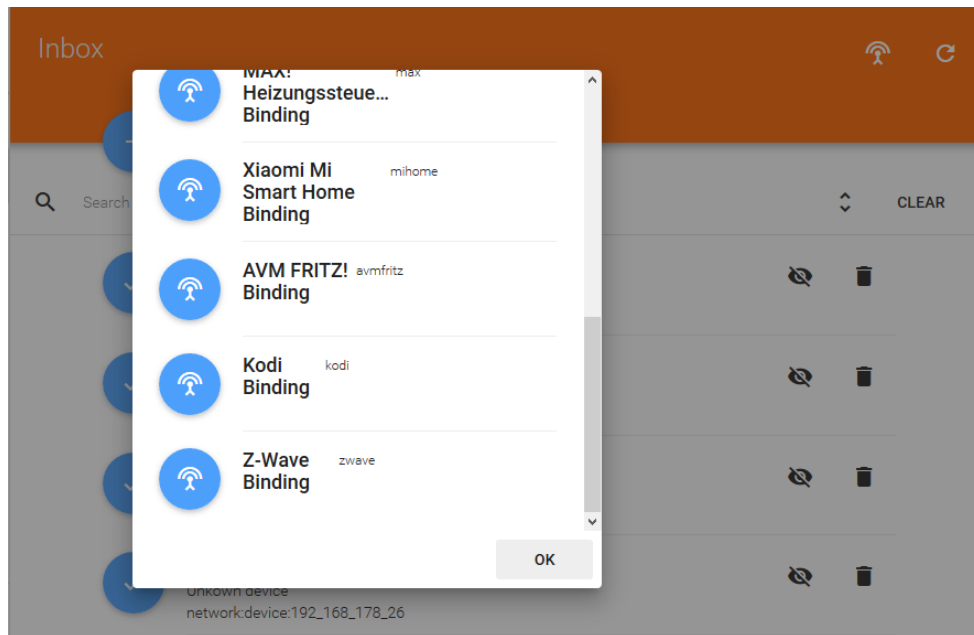 Inbox
MAX!
max
Heizungssteue...
Binding
Xiaomi Mi
mihome
Smart Home
Binding
Search
CLEAR
AVM FRITZ!
avmfritz
Binding
Kodi
kodi
Binding
Z-Wave
zwave
Binding
OK
Unkown device
network:device:192_168_178_26